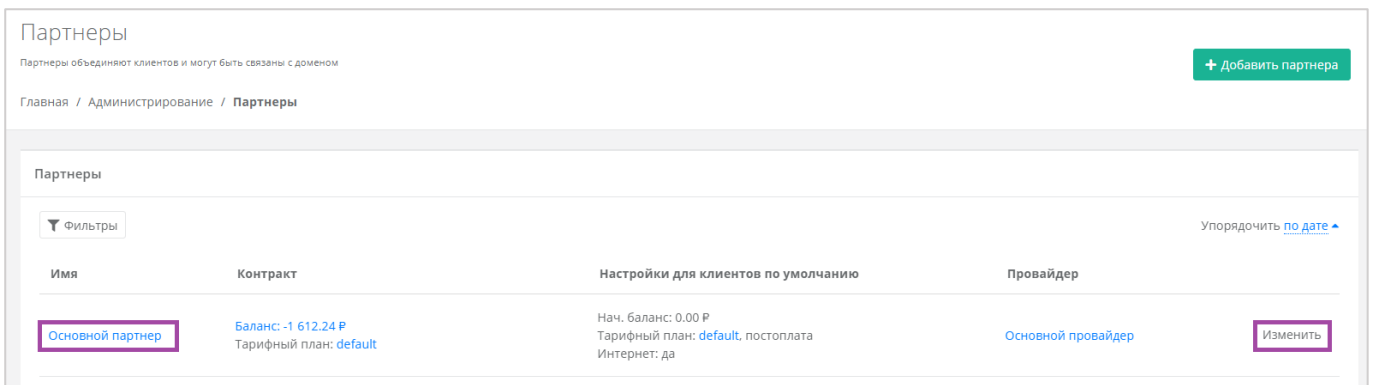 Партнеры
Партнеры объединяют клиентов и могут быть связаны с доменом
+ Добавить партнера
Главная / Администрирование / Партнеры
Партнеры
Фильтры
Упорядочить по дате
Имя Контракт Настройки для клиентов по умолчанию Провайдер
Основной партнер
Баланс: -1 612.24 ₽
Тарифный план: default
Нач. баланс: 0.00 ₽
Тарифный план: default, постоплата
Интернет: да
Основной провайдер
Изменить